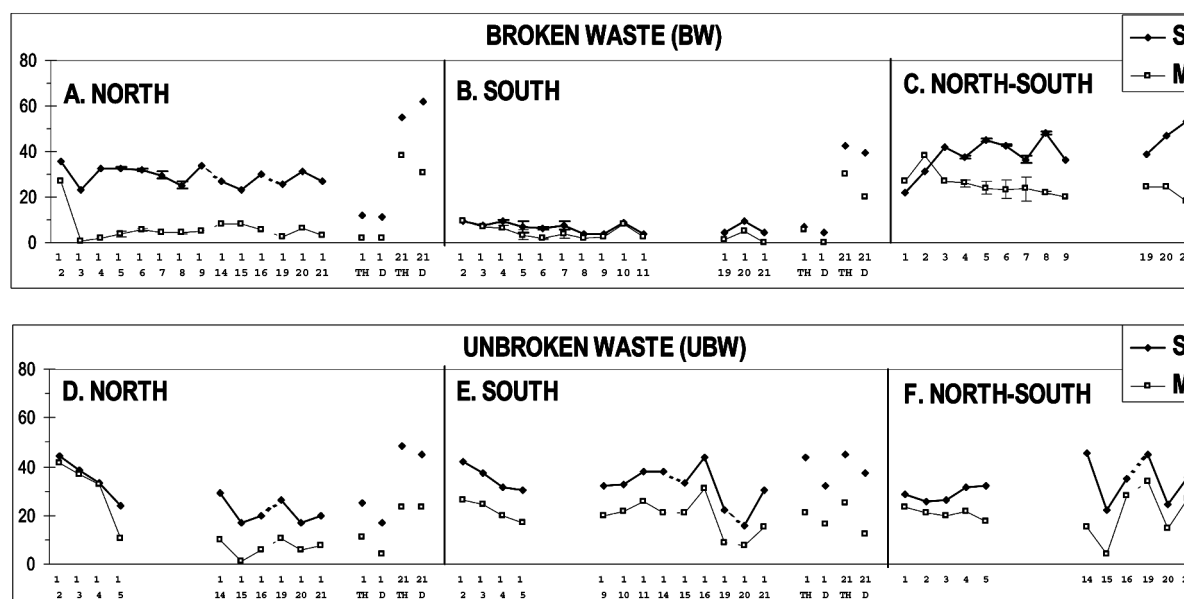 BROKEN WASTE (BW)
S
M
A. NORTH
B. SOUTH
C. NORTH-SOUTH
80
60
40
20
0
1 1 1 1 1 1 1 1 1 1 1 1 1 1 1 1 21 21
2 3 4 5 6 7 8 9 14 15 16 19 20 21 TH D TH D
1 1 1 1 1 1 1 1 1 1 1 1 1 1 1 21 21
2 3 4 5 6 7 8 9 10 11 19 20 21 TH D TH D
1 2 3 4 5 6 7 8 9 19 20 2
UNBROKEN WASTE (UBW)
S
M
D. NORTH
E. SOUTH
F. NORTH-SOUTH
80
60
40
20
0
1 1 1 1 1 1 1 1 1 1 1 1 21 21
2 3 4 5 14 15 16 19 20 21 TH D TH D
1 1 1 1 1 1 1 1 1 1 1 1 1 1 1 21 21
2 3 4 5 9 10 11 14 15 16 19 20 21 TH D TH D
1 2 3 4 5 14 15 16 19 20